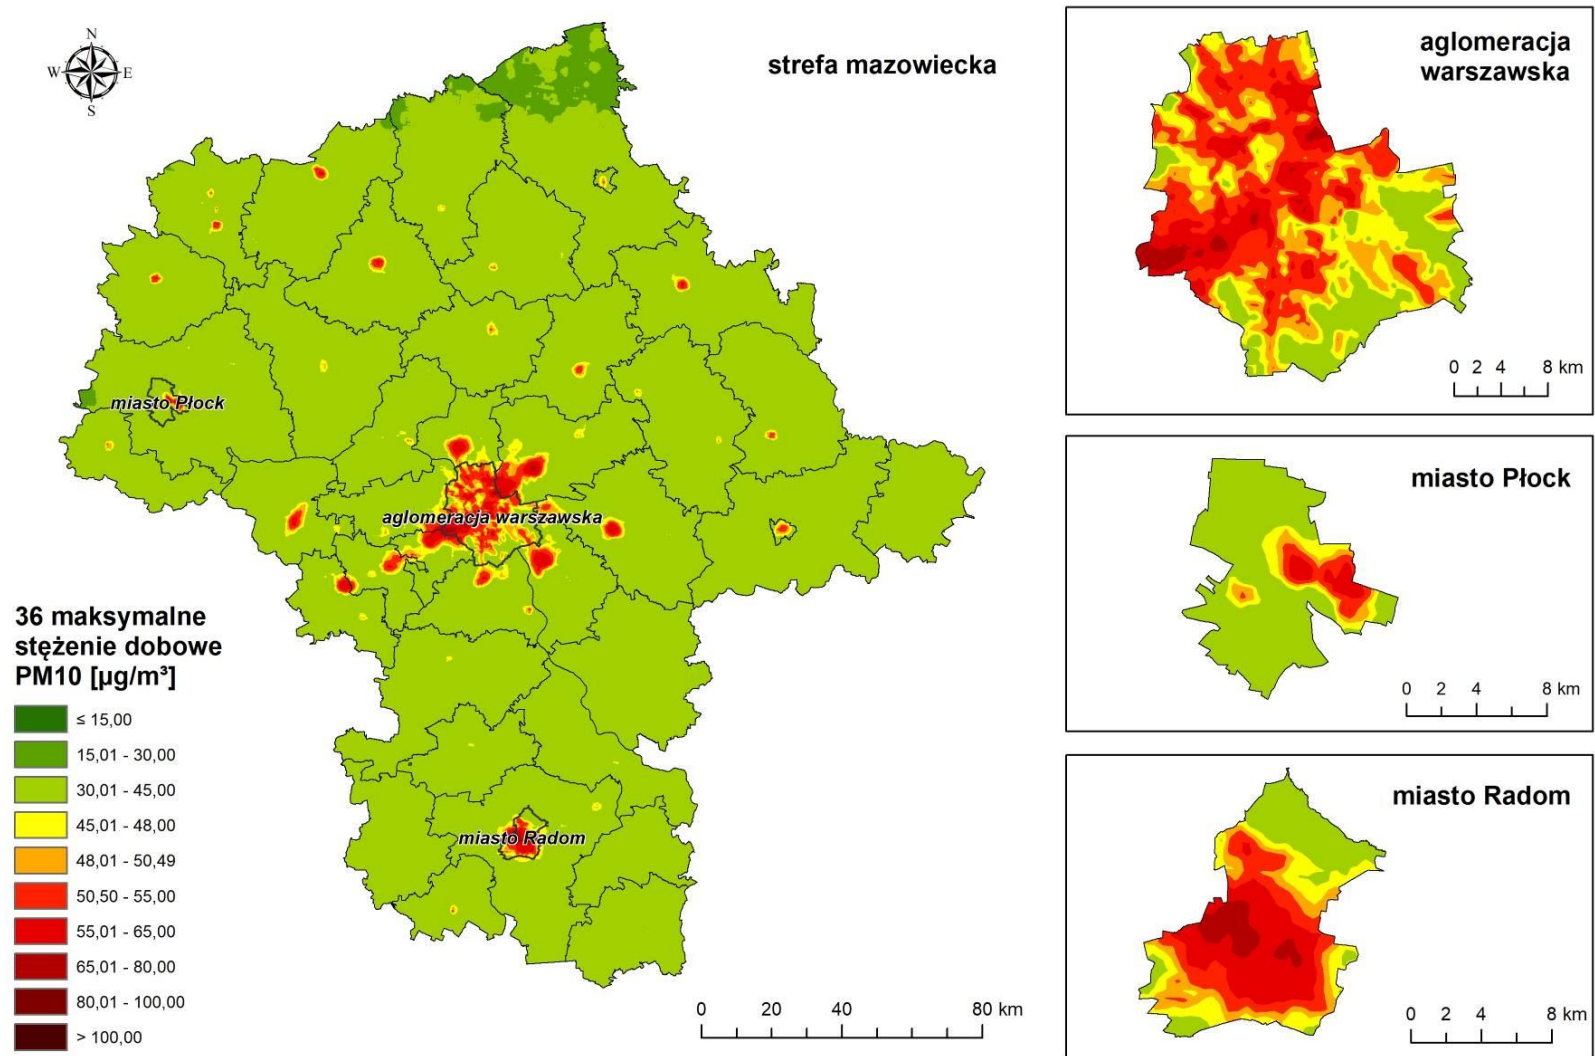 N
W E
S
strefa mazowiecka
miasto Płock
aglomeracja warszawska
miasto Radom
36 maksymalne
stężenie dobowe
PM10 [µg/m³]
≤ 15,00
15,01 - 30,00
30,01 - 45,00
45,01 - 48,00
48,01 - 50,49
50,50 - 55,00
55,01 - 65,00
65,01 - 80,00
80,01 - 100,00
> 100,00
0 20 40 80 km
aglomeracja
warszawska
0 2 4 8 km
miasto Płock
0 2 4 8 km
miasto Radom
0 2 4 8 km